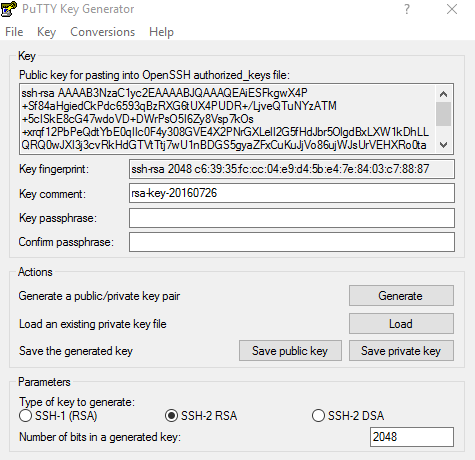 PuTTY Key Generator
?
File Key Conversions Help
Key
Public key for pasting into OpenSSH authorized_keys file:
ssh-rsa AAAAB3NzaC1yc2EAAAABJQAAAQEAiESFkgwX4P
+Sf84aHgiedCkPdc6593qBzRXG6tUX4PUDR+/LjveQTuNYzATM
+5cISkE8cG47wdoVD+DWrPsO5I6Zy8Vsp7kOs
+xrqf12PbPeQdtYbE0qIlc0F4y308GVE4X2PNrGXLelI2G5fHdJbr5OlgdBxLXW1kDhLL
QRQ0wJXI3j3cvRkHdGTVtTtj7wU1nBDGS5gyaZFxCuKuJjVo86ujWJsUrVEHXRo0ta
Key fingerprint:
ssh-rsa 2048 c6:39:35:fc:cc:04:e9:d4:5b:e4:7e:84:03:c7:88:87
Key comment:
rsa-key-20160726
Key passphrase:
Confirm passphrase:
Actions
Generate a public/private key pair
Generate
Load an existing private key file
Load
Save the generated key
Save public key
Save private key
Parameters
Type of key to generate:
SSH-1 (RSA)
SSH-2 RSA
SSH-2 DSA
Number of bits in a generated key:
2048